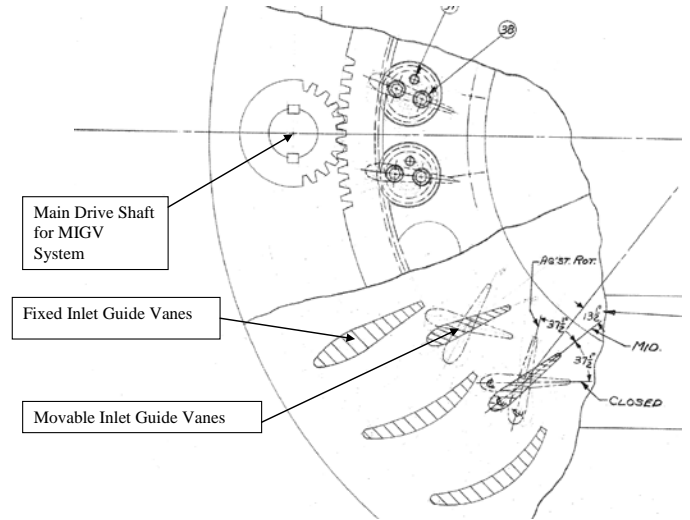 38
Main Drive Shaft
for MIGV
System
AG'ST. ROT.
Fixed Inlet Guide Vanes
37½°
13½°
MID.
37½°
Movable Inlet Guide Vanes
CLOSED